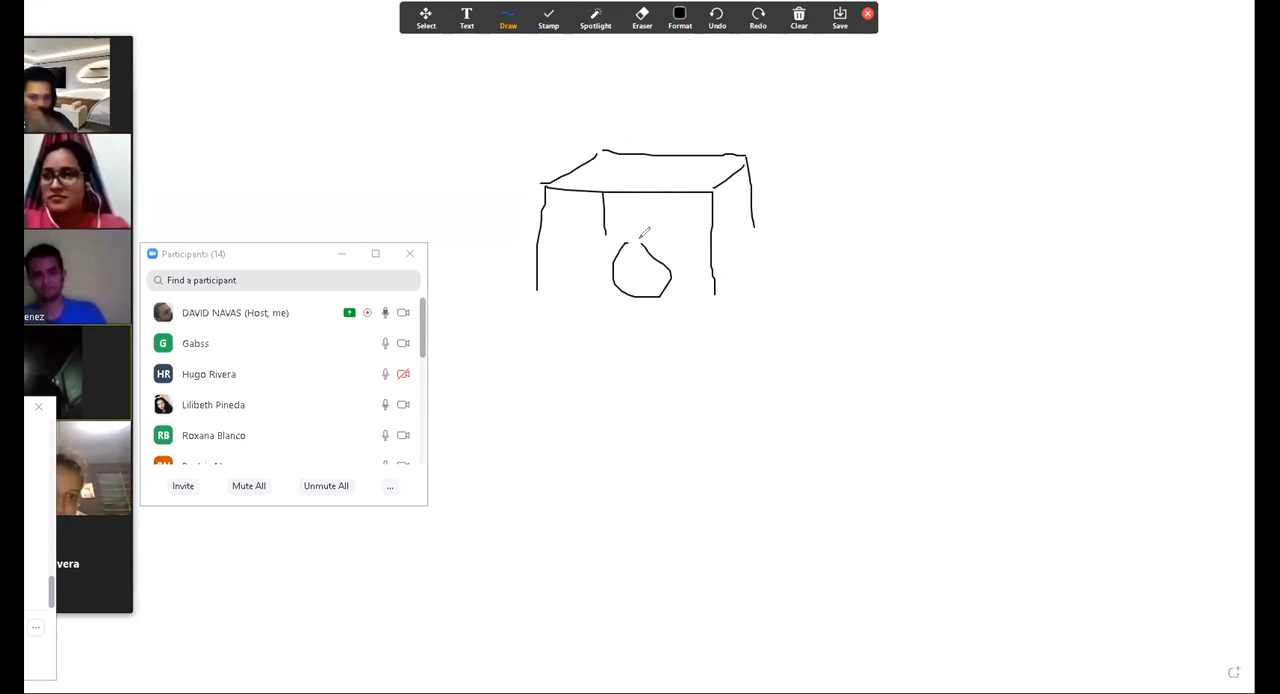 Select Text Draw Stamp Spotlight Eraser Format Undo Redo Clear Save
enez
vera
Participants (14)
Find a participant
DAVID NAVAS (Host, me)
G Gabss
HR Hugo Rivera
Lilibeth Pineda
RB Roxana Blanco
Invite Mute All Unmute All ...